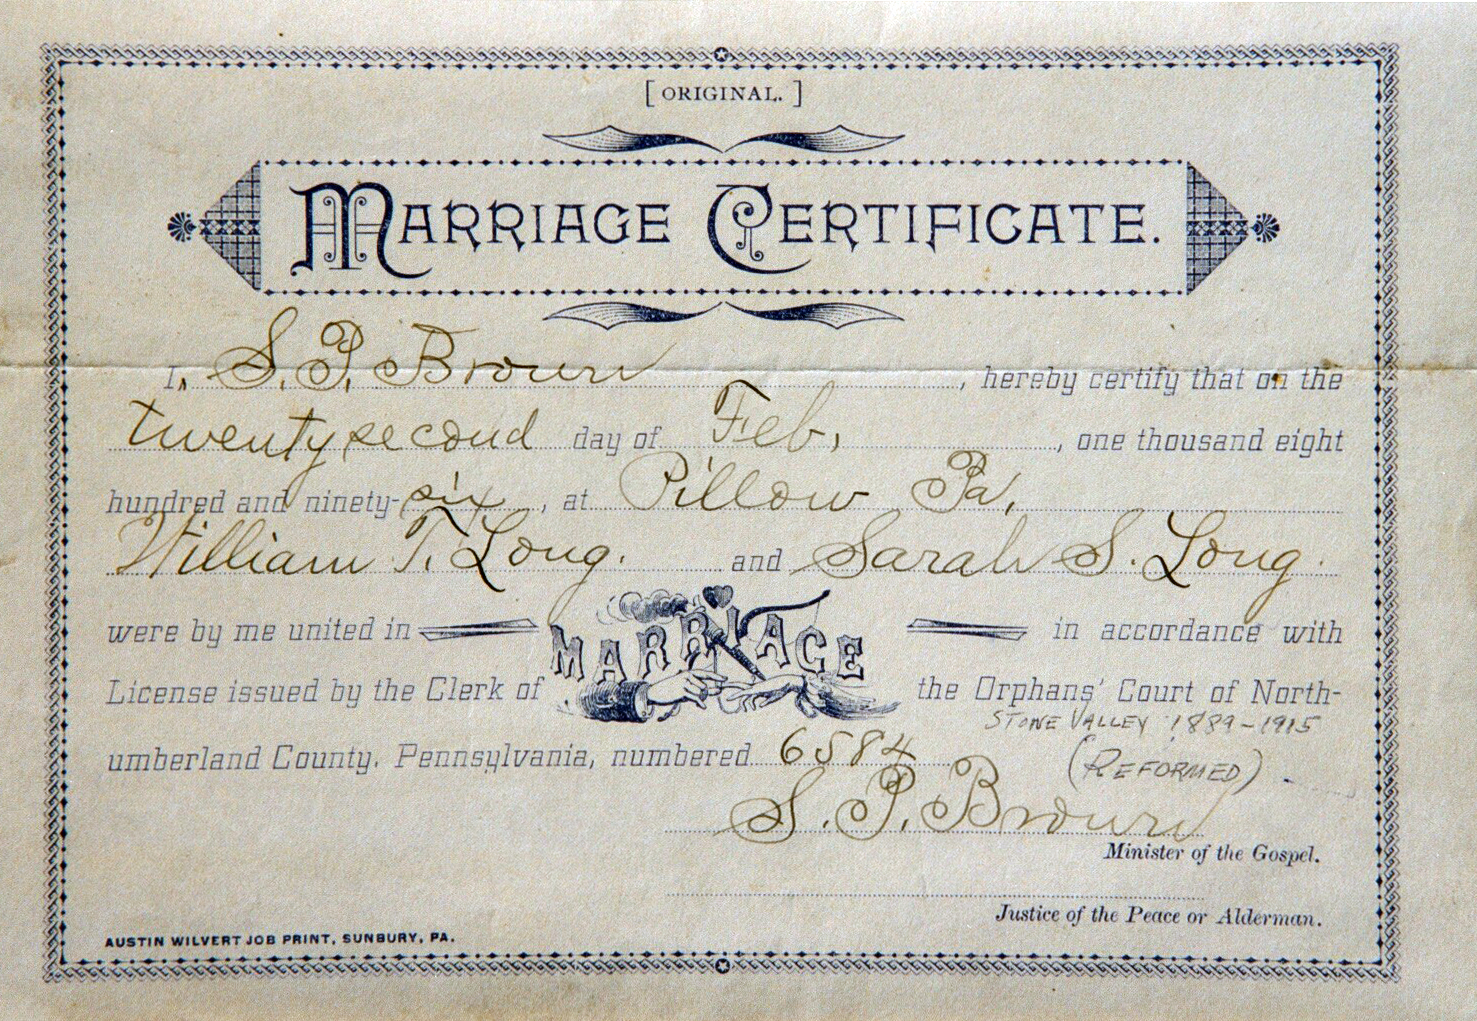 [ ORIGINAL. ]
MARRIAGE CERTIFICATE.
I, S. P. Brown, hereby certify that on the
twenty second day of Feb., one thousand eight
hundred and ninety-six, at Pillow Pa,
William T. Long. and Sarah S. Long.
were by me united in MARRIAGE in accordance with
License issued by the Clerk of the Orphans' Court of North-
STONE VALLEY 1889-1915
umberland County, Pennsylvania, numbered 6584
(REFORMED)
S. P. Brown
Minister of the Gospel.
Justice of the Peace or Alderman.
AUSTIN WILVERT JOB PRINT, SUNBURY, PA.